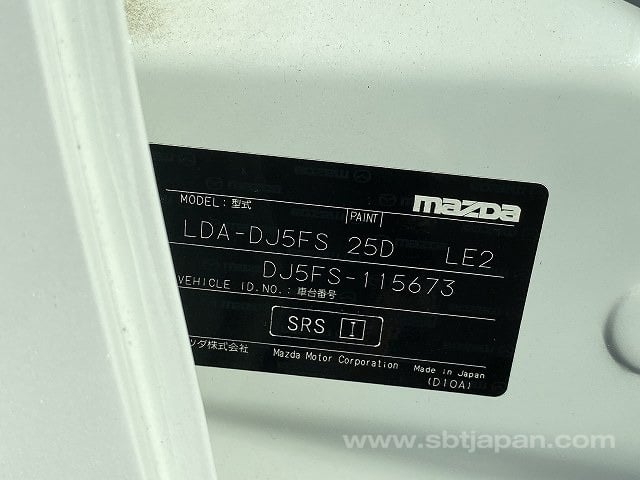 mazda
MODEL: 型式
PAINT
LDA-DJ5FS 25D LE2
DJ5FS-115673
VEHICLE ID.NO.: 車台番号
SRS I
ツダ株式会社 Mazda Motor Corporation Made in Japan
(D10A)
www.sbtjapan.com